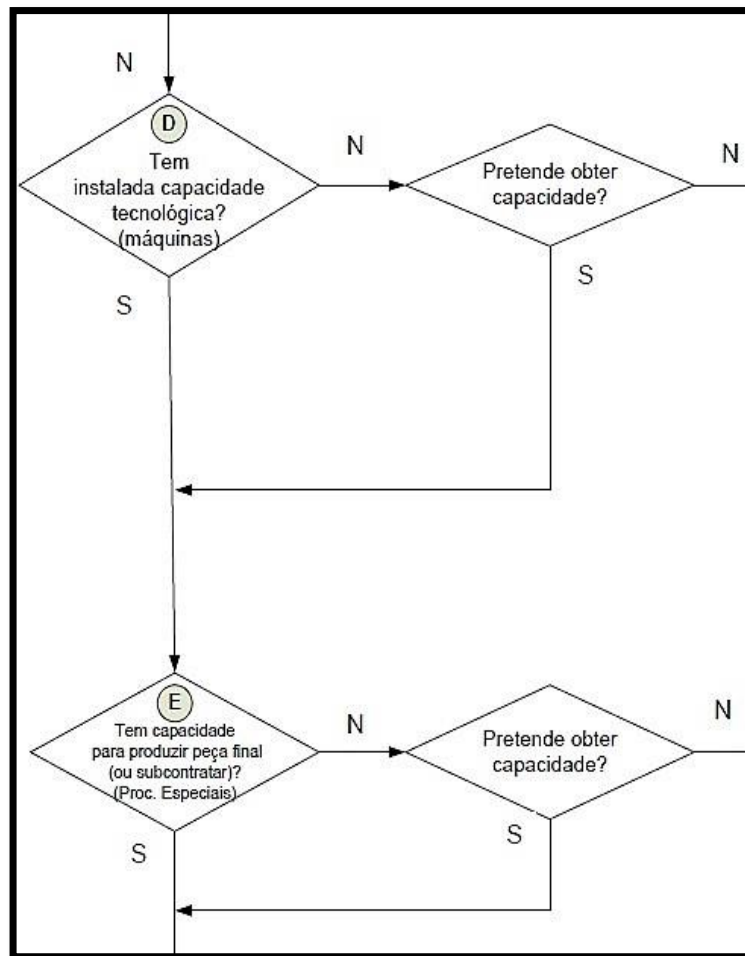 N
D
Tem
instalada capacidade
tecnológica?
(máquinas)
N
Pretende obter
capacidade?
N
S
S
E
Tem capacidade
para produzir peça final
(ou subcontratar)?
(Proc. Especiais)
N
Pretende obter
capacidade?
N
S
S